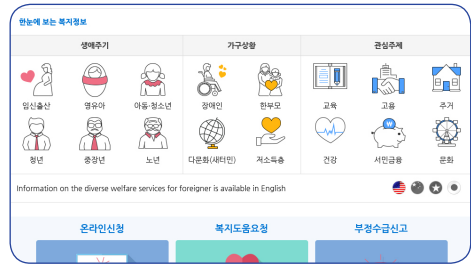 한눈에 보는 복지정보
생애주기 가구상황 관심주제
임신출산 영유아 아동·청소년 장애인 한부모 교육 고용 주거
청년 중장년 노년 다문화(새터민) 저소득층 건강 서민금융 문화
Information on the diverse welfare services for foreigner is available in English
온라인신청 복지도움요청 부정수급신고